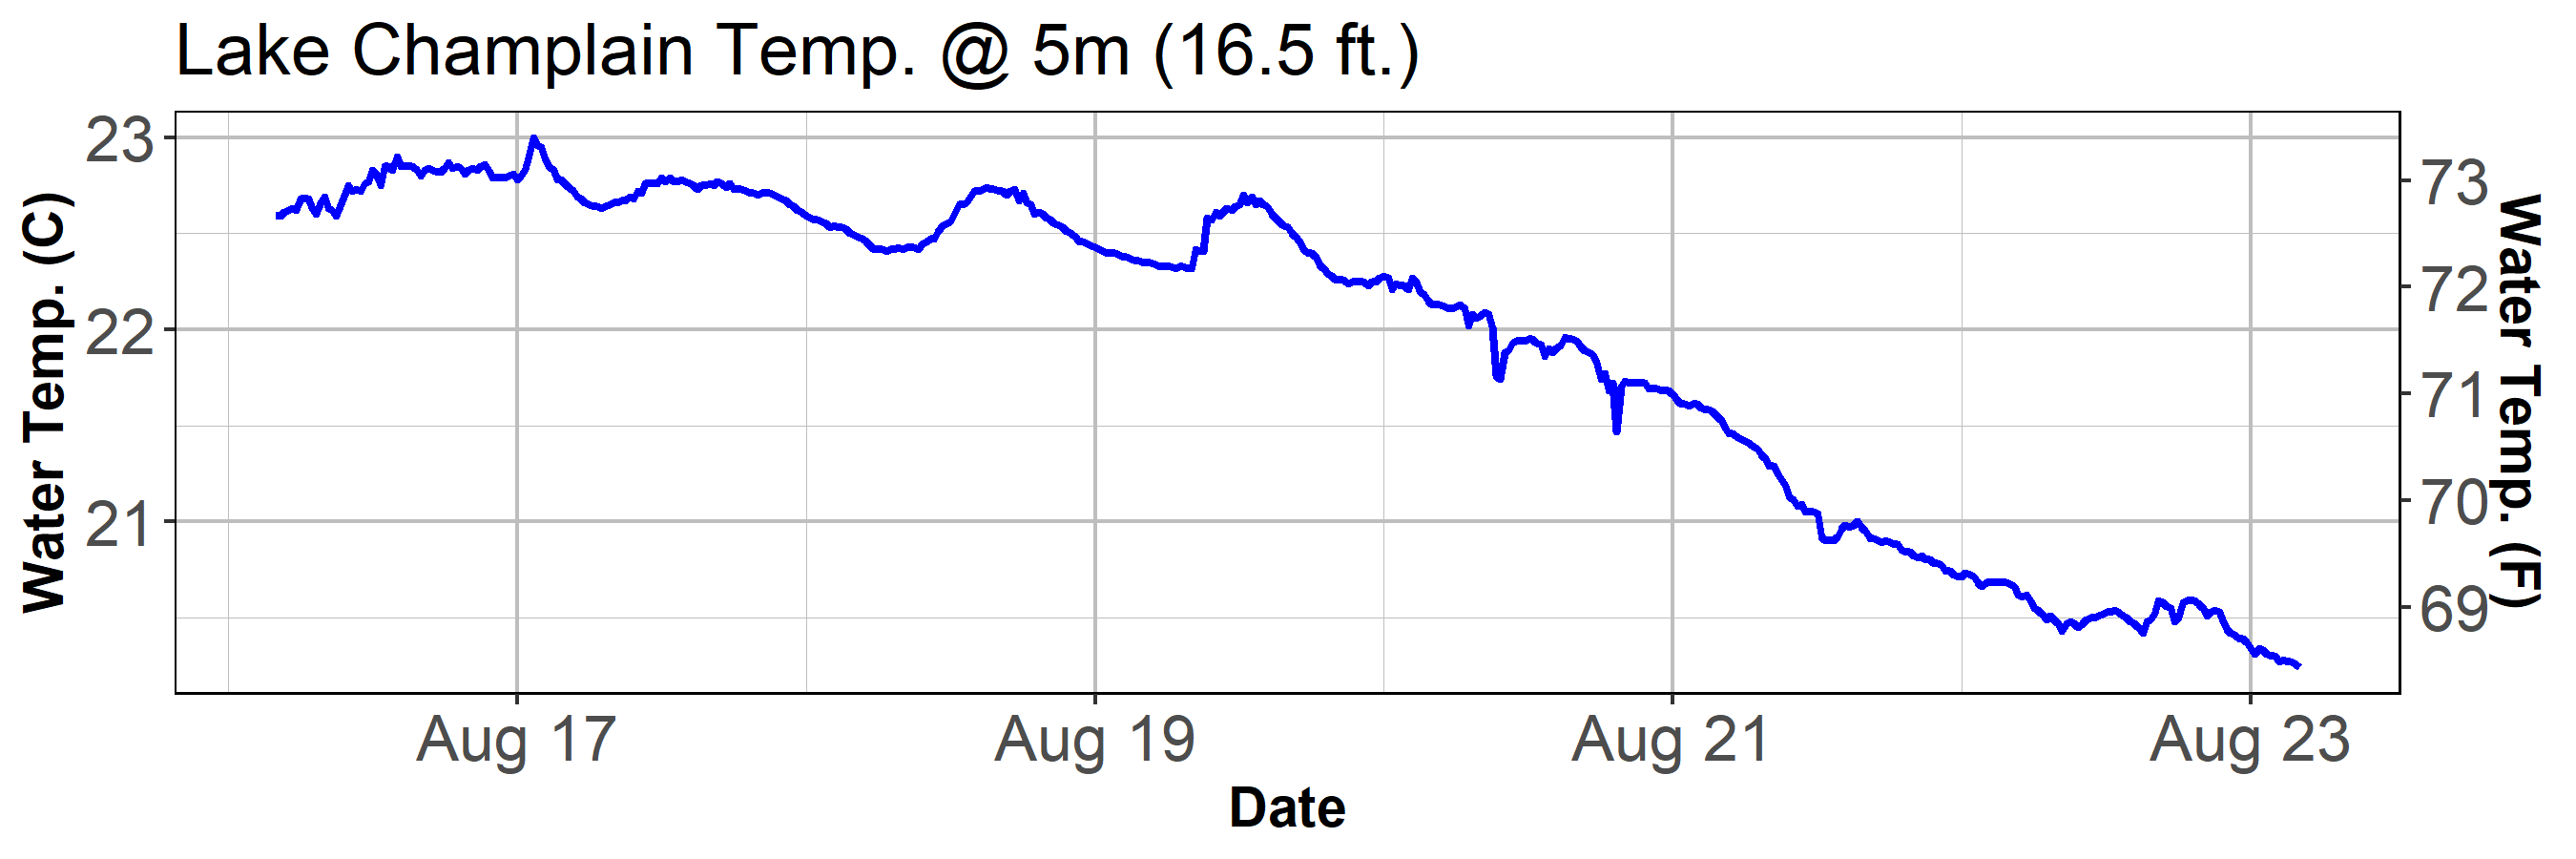 Lake Champlain Temp. @ 5m (16.5 ft.)
Water Temp. (C)
23
22
21
73
72
71
70
69
Water Temp. (F)
Aug 17 Aug 19 Aug 21 Aug 23
Date